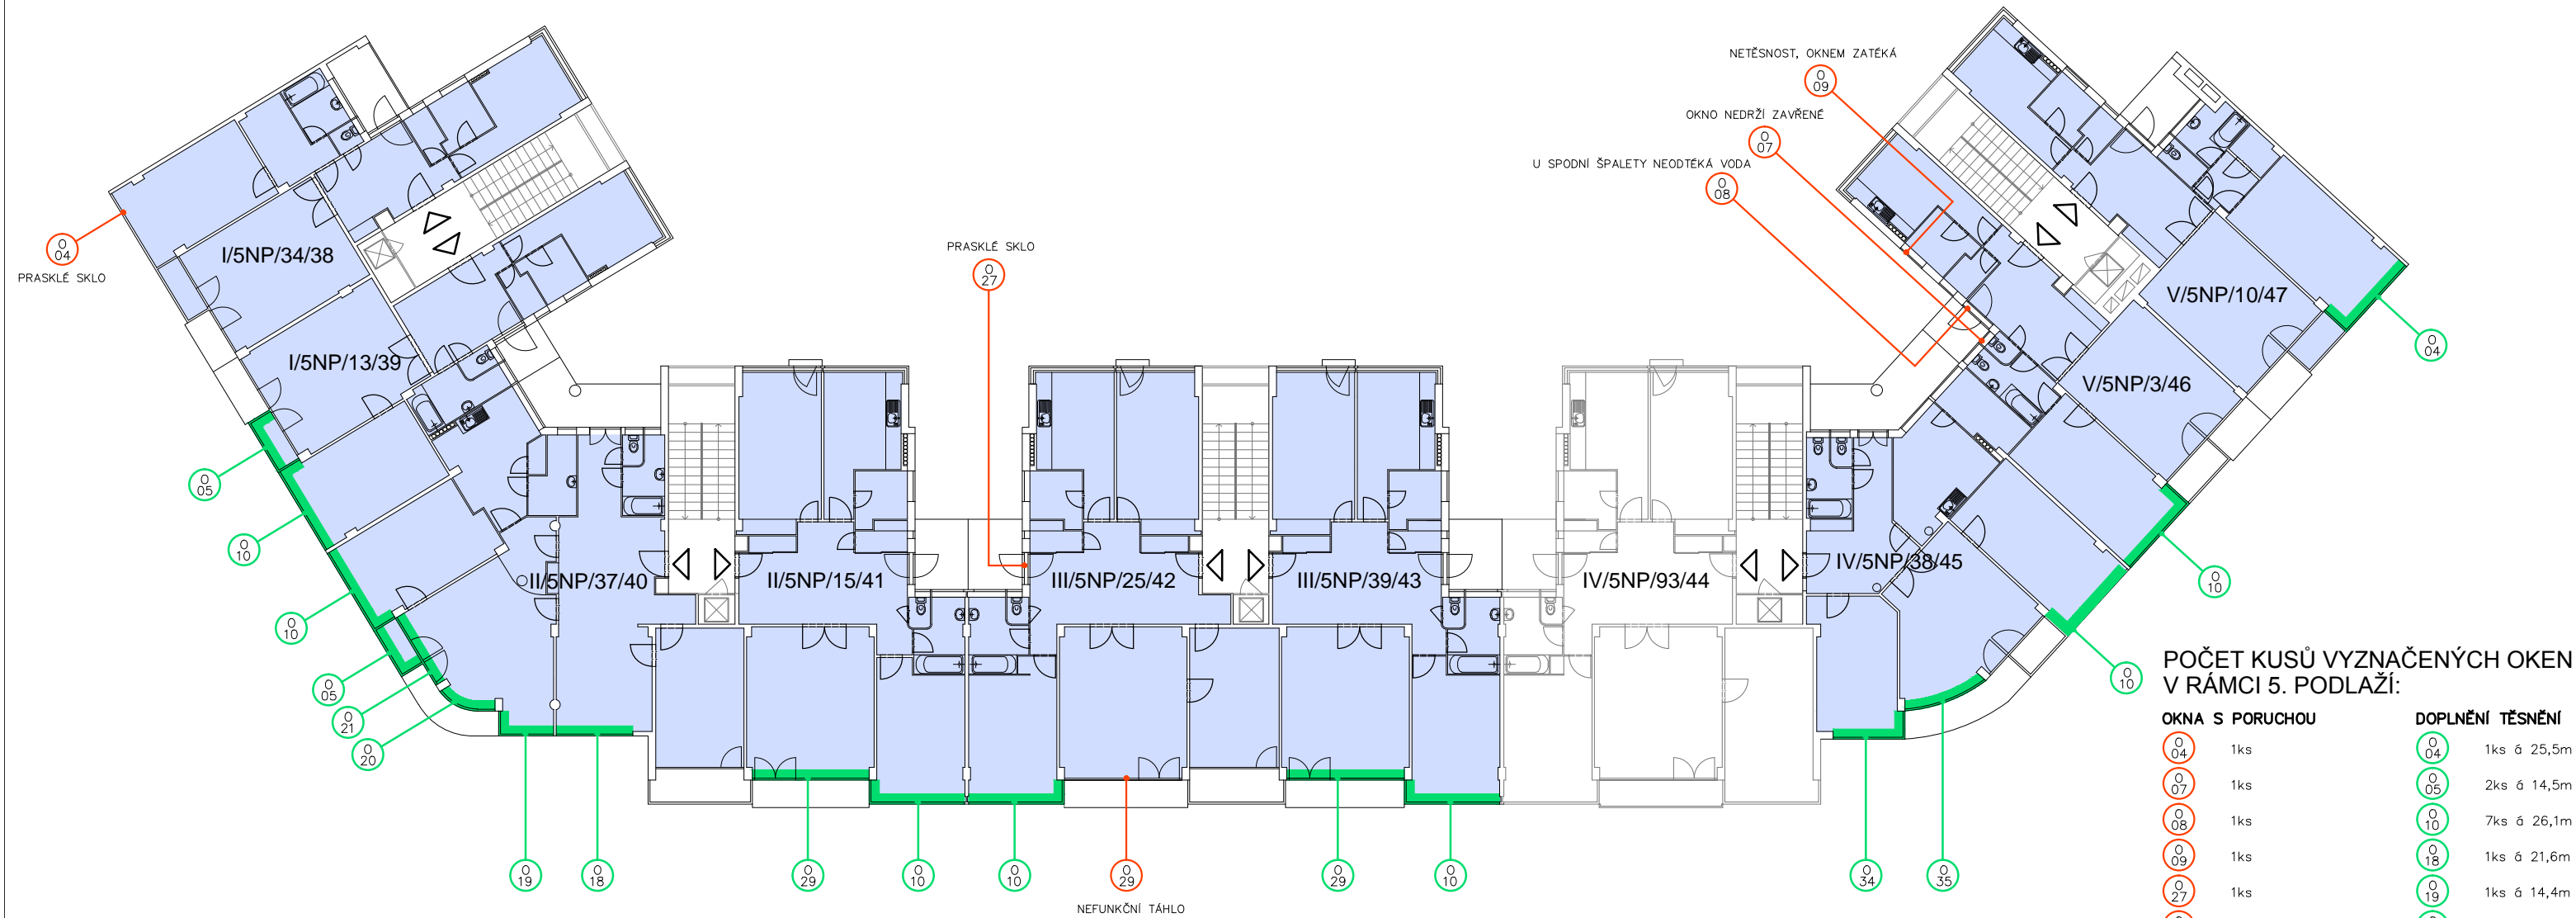 NETĚSNOST, OKNEM ZATÉKÁ
O
09
OKNO NEDRŽÍ ZAVŘENÉ
O
07
U SPODNÍ ŠPALETY NEODTÉKÁ VODA
O
08
O
04
PRASKLÉ SKLO
PRASKLÉ SKLO
O
27
I/5NP/34/38
I/5NP/13/39
V/5NP/10/47
V/5NP/3/46
O
04
O
05
O
10
O
10
O
05
O
21
O
20
II/5NP/37/40
II/5NP/15/41
III/5NP/25/42
III/5NP/39/43
IV/5NP/93/44
IV/5NP/38/45
O
10
O
10
O
19
O
18
O
29
O
10
O
10
O
29
NEFUNKČNÍ TÁHLO
O
29
O
10
O
34
O
35
POČET KUSŮ VYZNAČENÝCH OKEN
V RÁMCI 5. PODLAŽÍ:
OKNA S PORUCHOU
O
04
1ks
O
07
1ks
O
08
1ks
O
09
1ks
O
27
1ks
DOPLNĚNÍ TĚSNĚNÍ
O
04
1ks á 25,5m
O
05
2ks á 14,5m
O
10
7ks á 26,1m
O
18
1ks á 21,6m
O
19
1ks á 14,4m